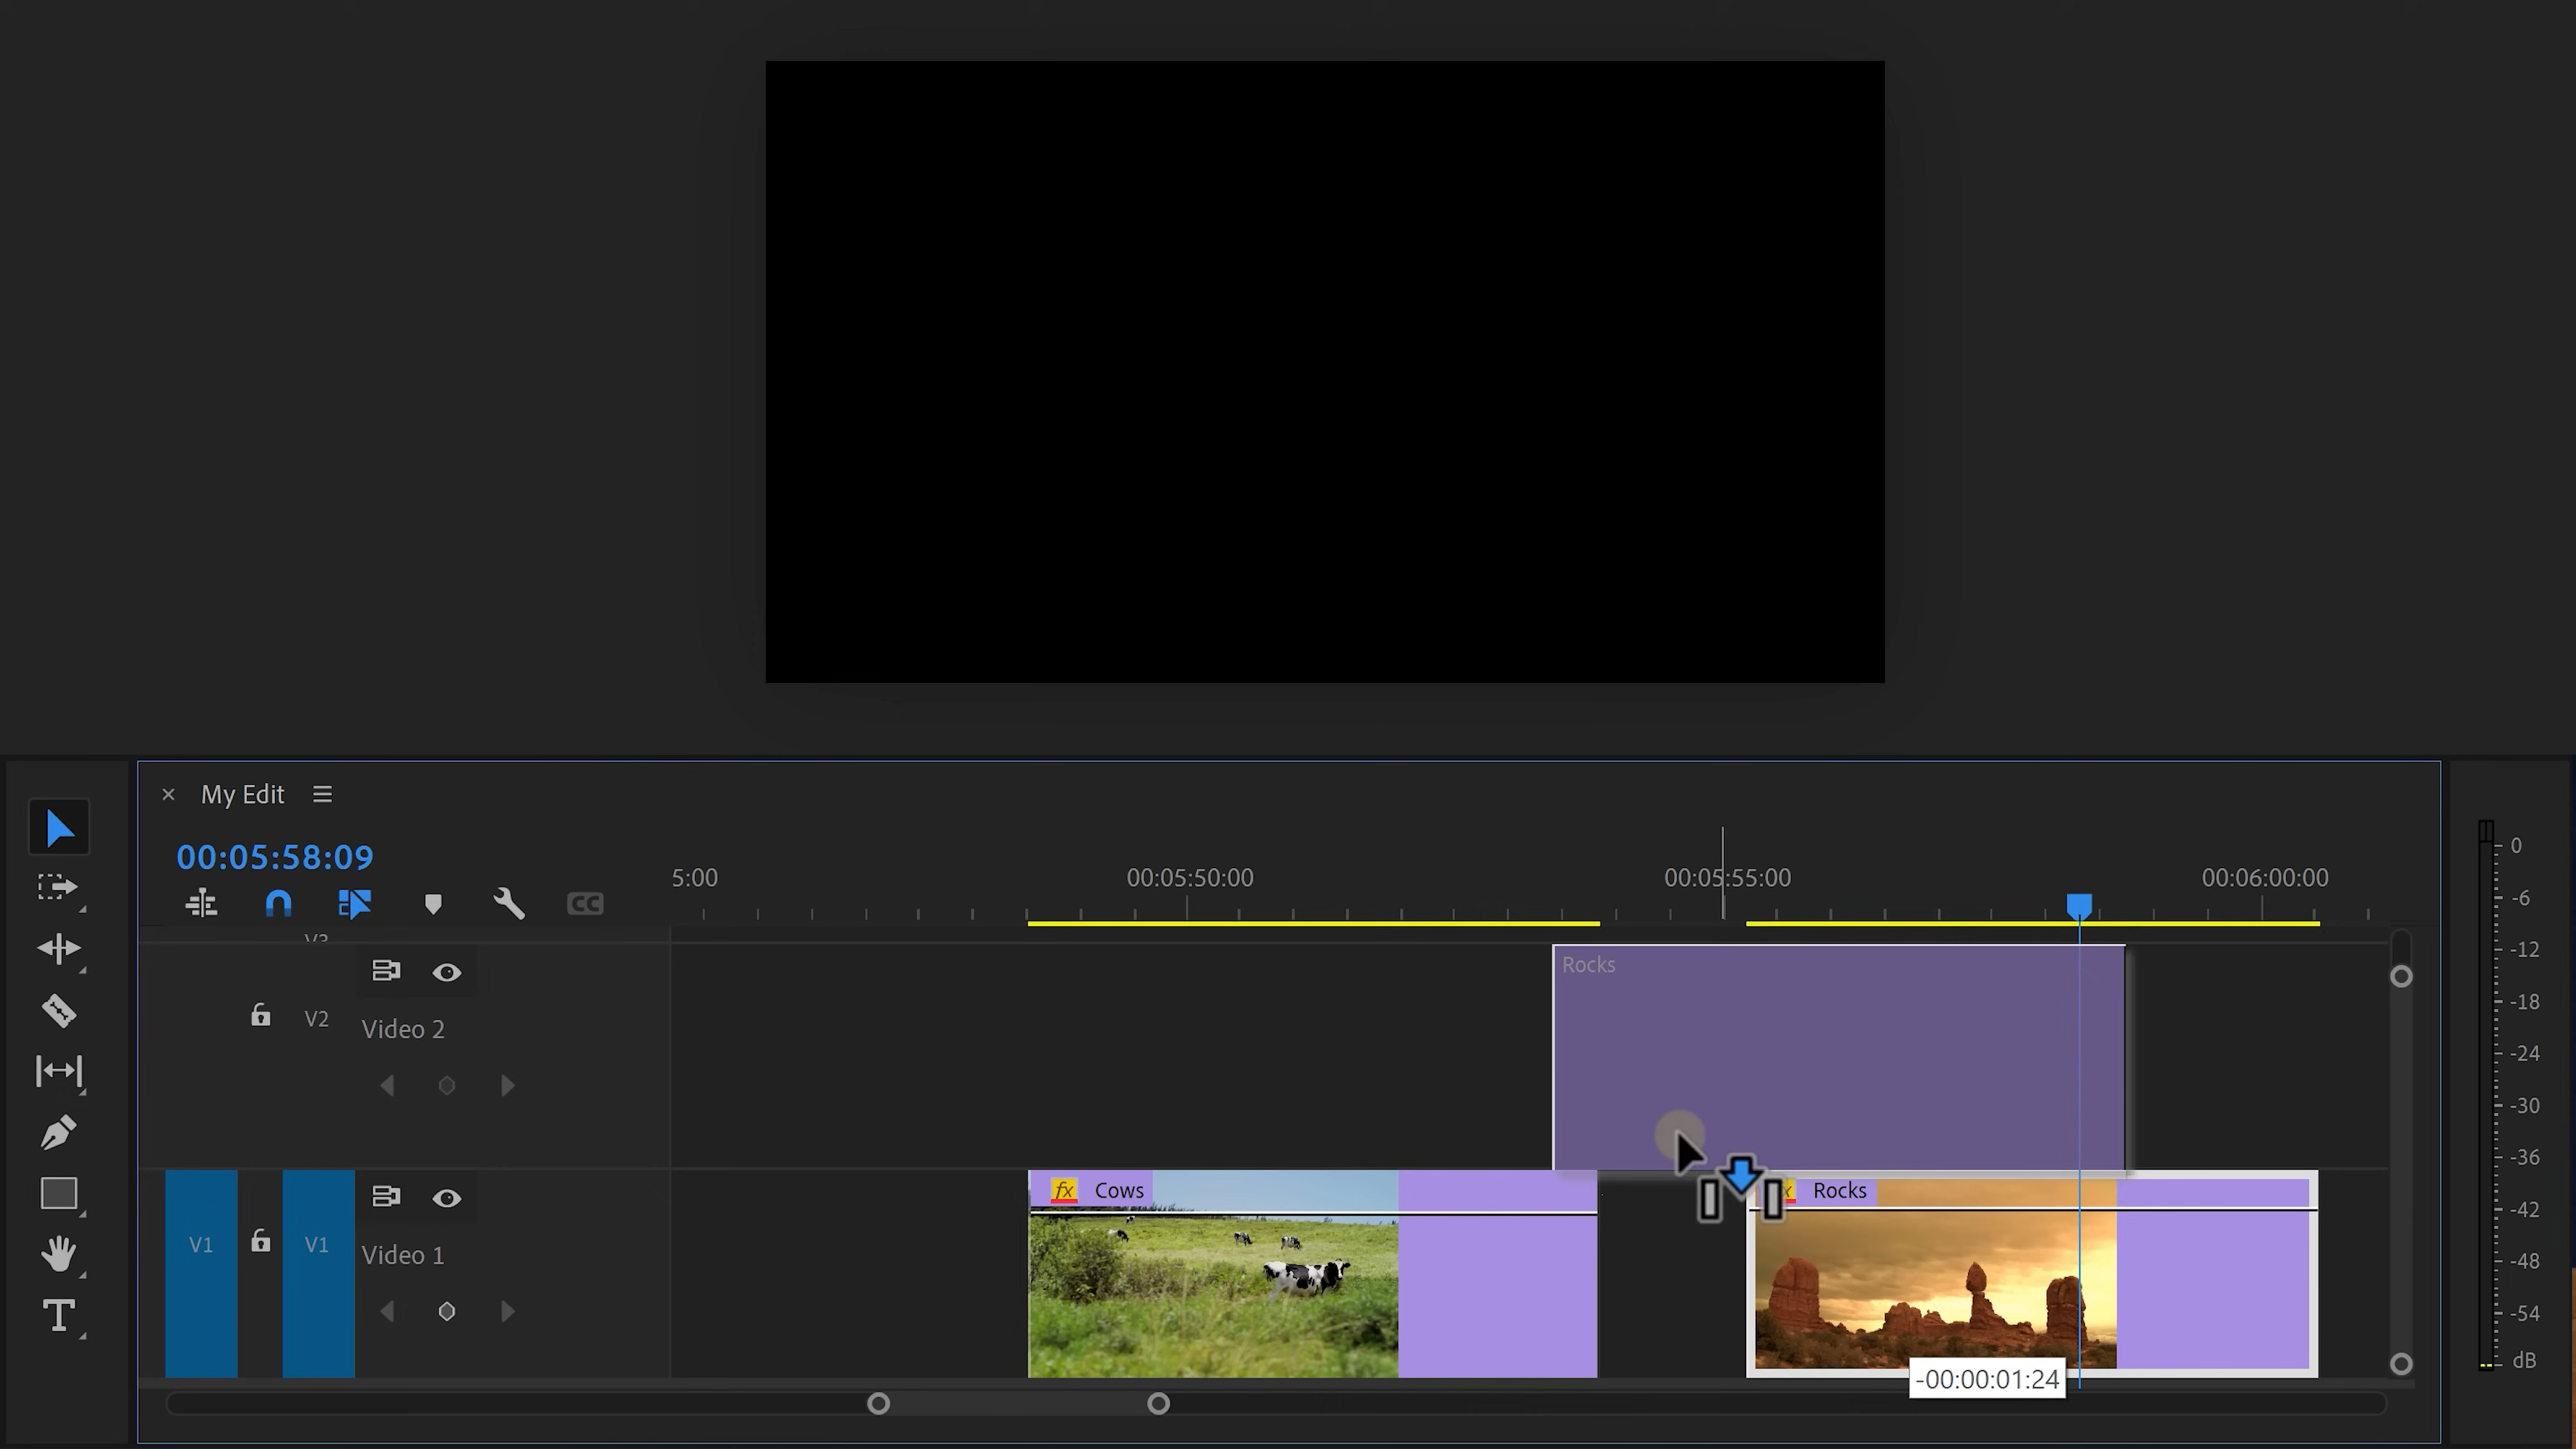 My Edit
00:05:58:09
5:00
00:05:50:00
00:05:55:00
00:06:00:00
CC
V3
V2
Video 2
Rocks
V1
V1
Video 1
fx Cows
Rocks
-00:00:01:24
T
0
-6
-12
-18
-24
-30
-36
-42
-48
-54
dB